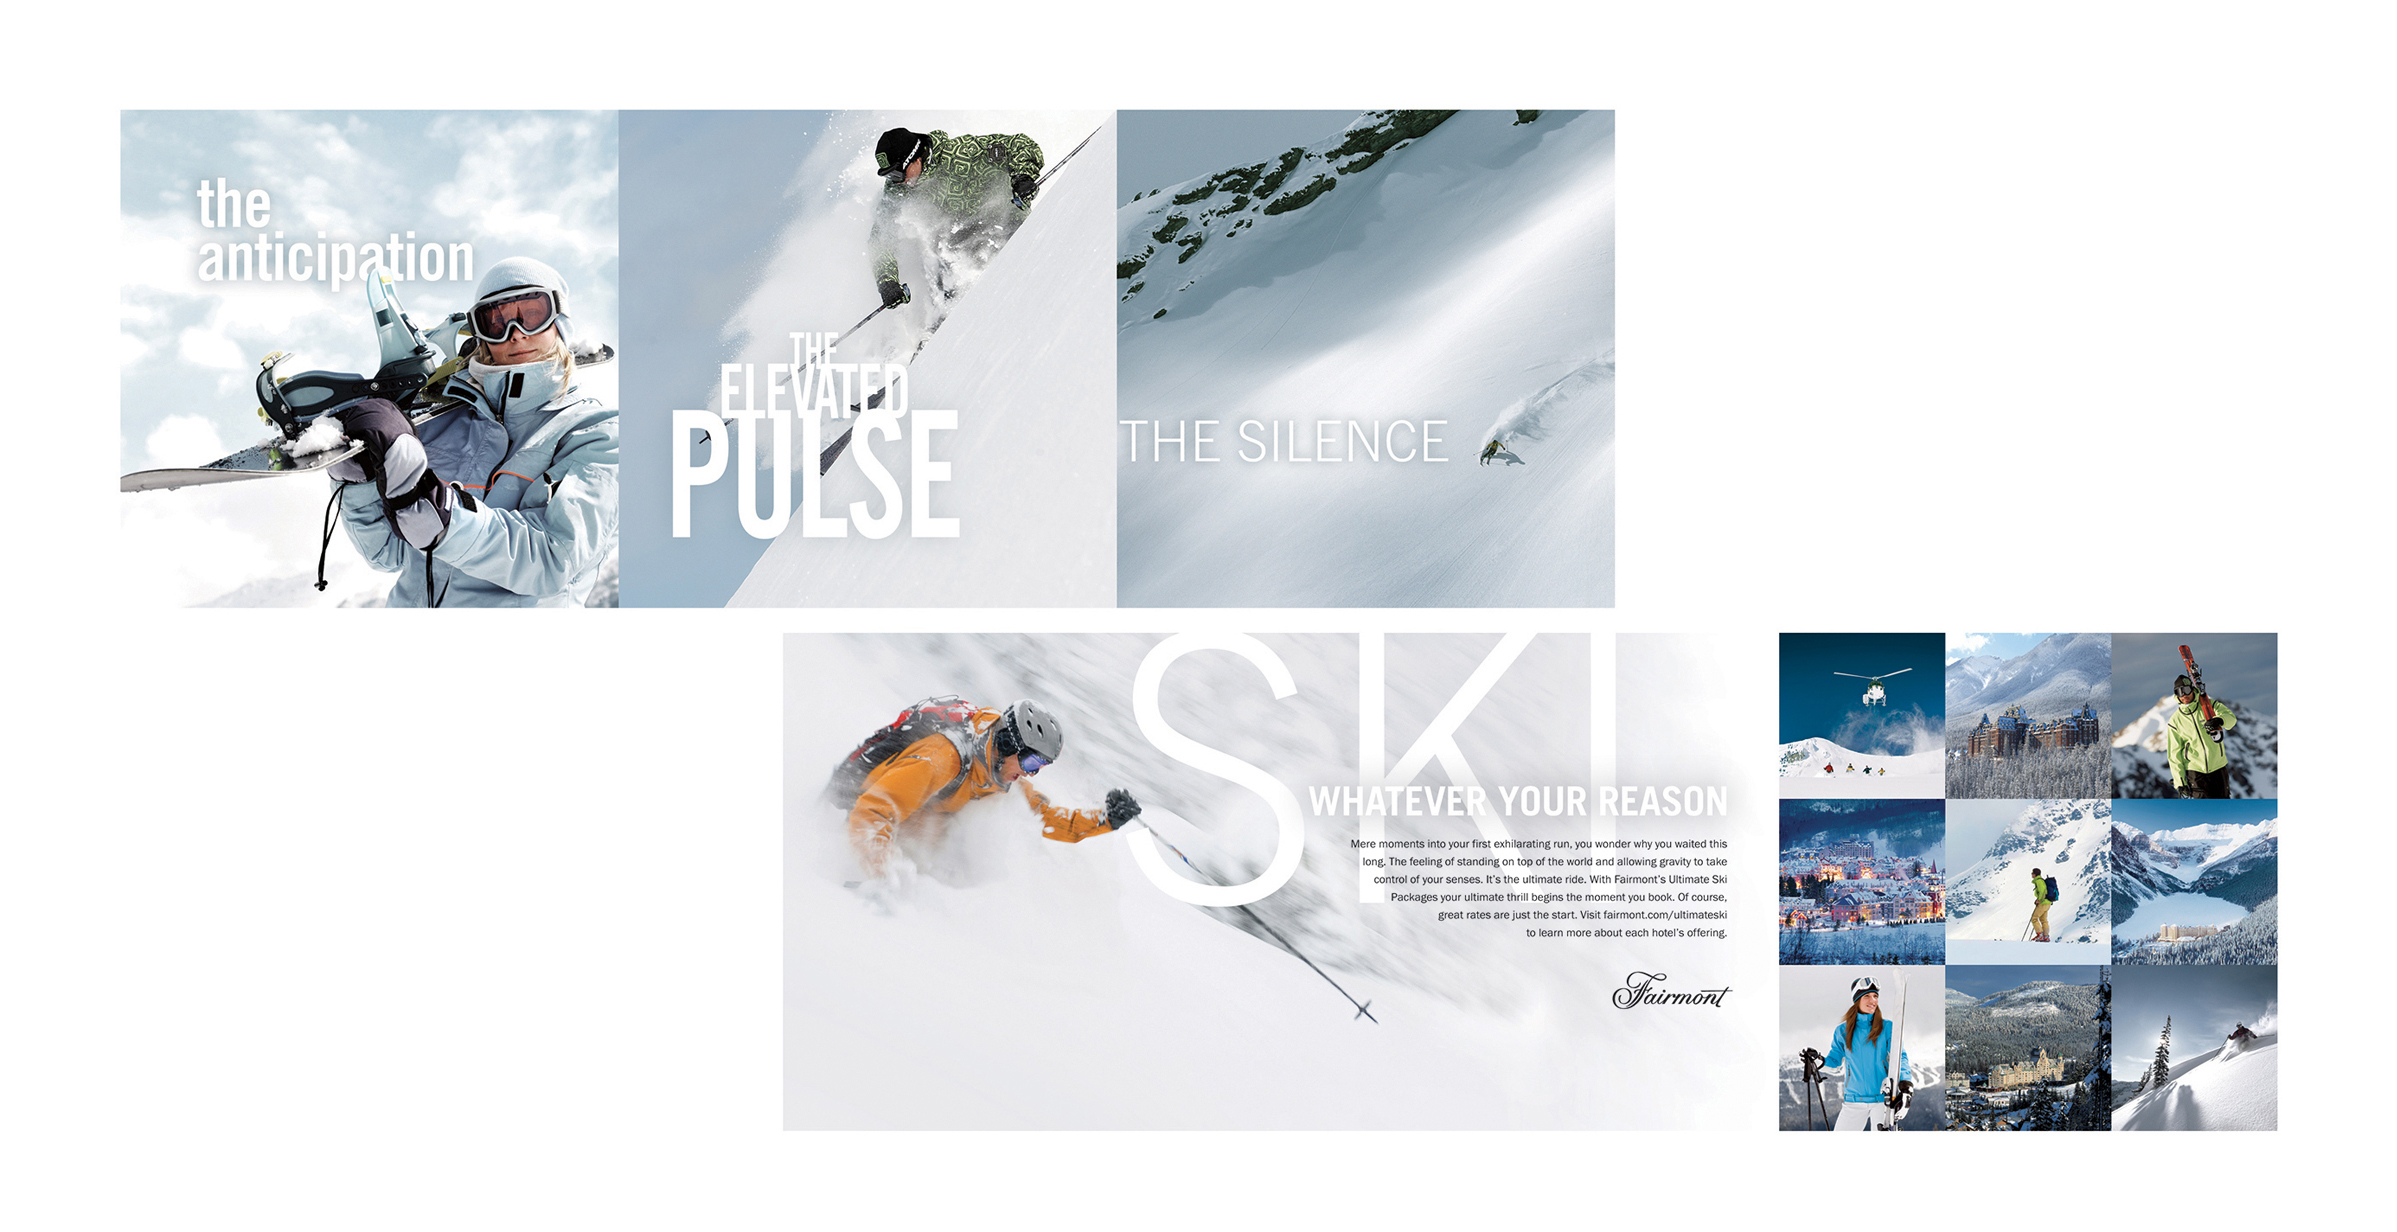 the
anticipation
THE
ELEVATED
PULSE
THE SILENCE
SKI
WHATEVER YOUR REASON
Mere moments into your first exhilarating run, you wonder why you waited this
long. The feeling of standing on top of the world and allowing gravity to take
control of your senses. It's the ultimate ride. With Fairmont's Ultimate Ski
Packages your ultimate thrill begins the moment you book. Of course,
great rates are just the start. Visit fairmont.com/ultimateski
to learn more about each hotel's offering.
Fairmont